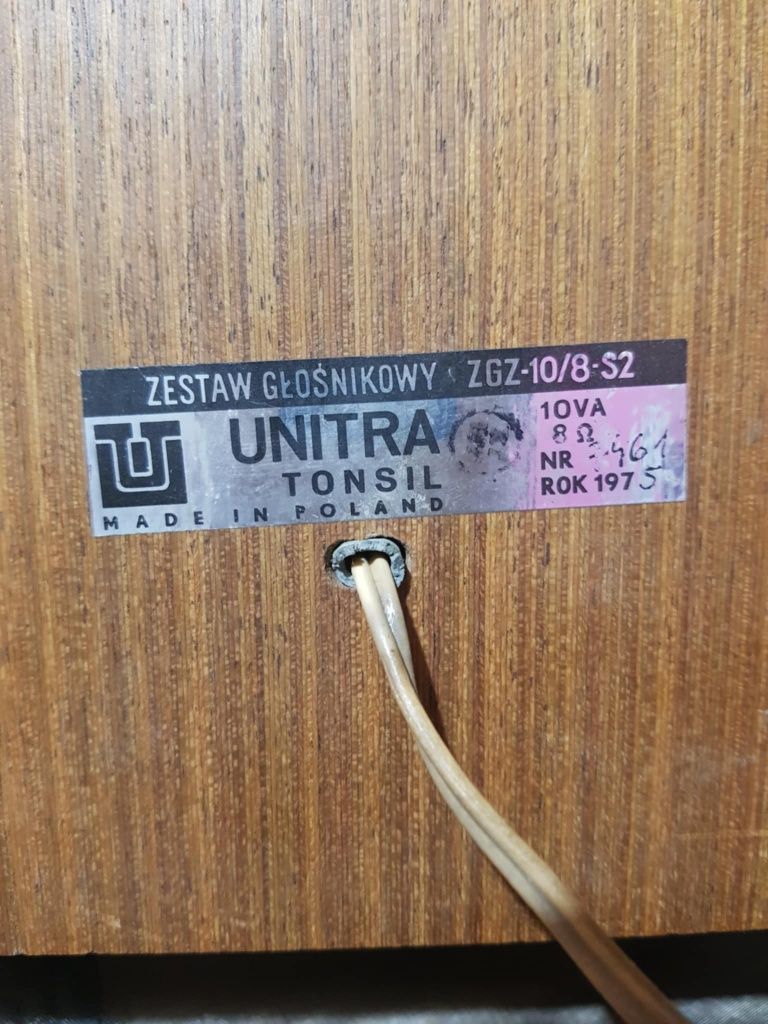 ZESTAW GŁOŚNIKOWY ZGZ-10/8-S2
UNITRA
TONSIL
MADE IN POLAND
10VA
8 Ω
NR
ROK 1975